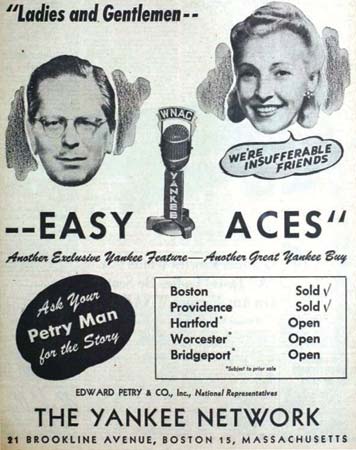 "Ladies and Gentlemen--
WNAC
YANKEE
WE'RE
INSUFFERABLE
FRIENDS
--EASY ACES"
Another Exclusive Yankee Feature—Another Great Yankee Buy
Ask Your
Petry Man
for the Story
Boston Sold √
Providence Sold √
Hartford* Open
Worcester* Open
Bridgeport* Open
*Subject to prior sale
EDWARD PETRY & CO., Inc., National Representatives
THE YANKEE NETWORK
21 BROOKLINE AVENUE, BOSTON 15, MASSACHUSETTS